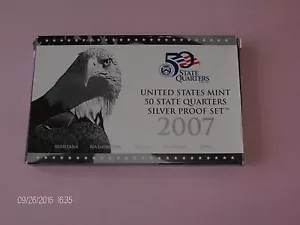 50
STATE
QUARTERS
UNITED STATES MINT
50 STATE QUARTERS
SILVER PROOF SET™
2007
MONTANA WASHINGTON
09/26/2016 16:35